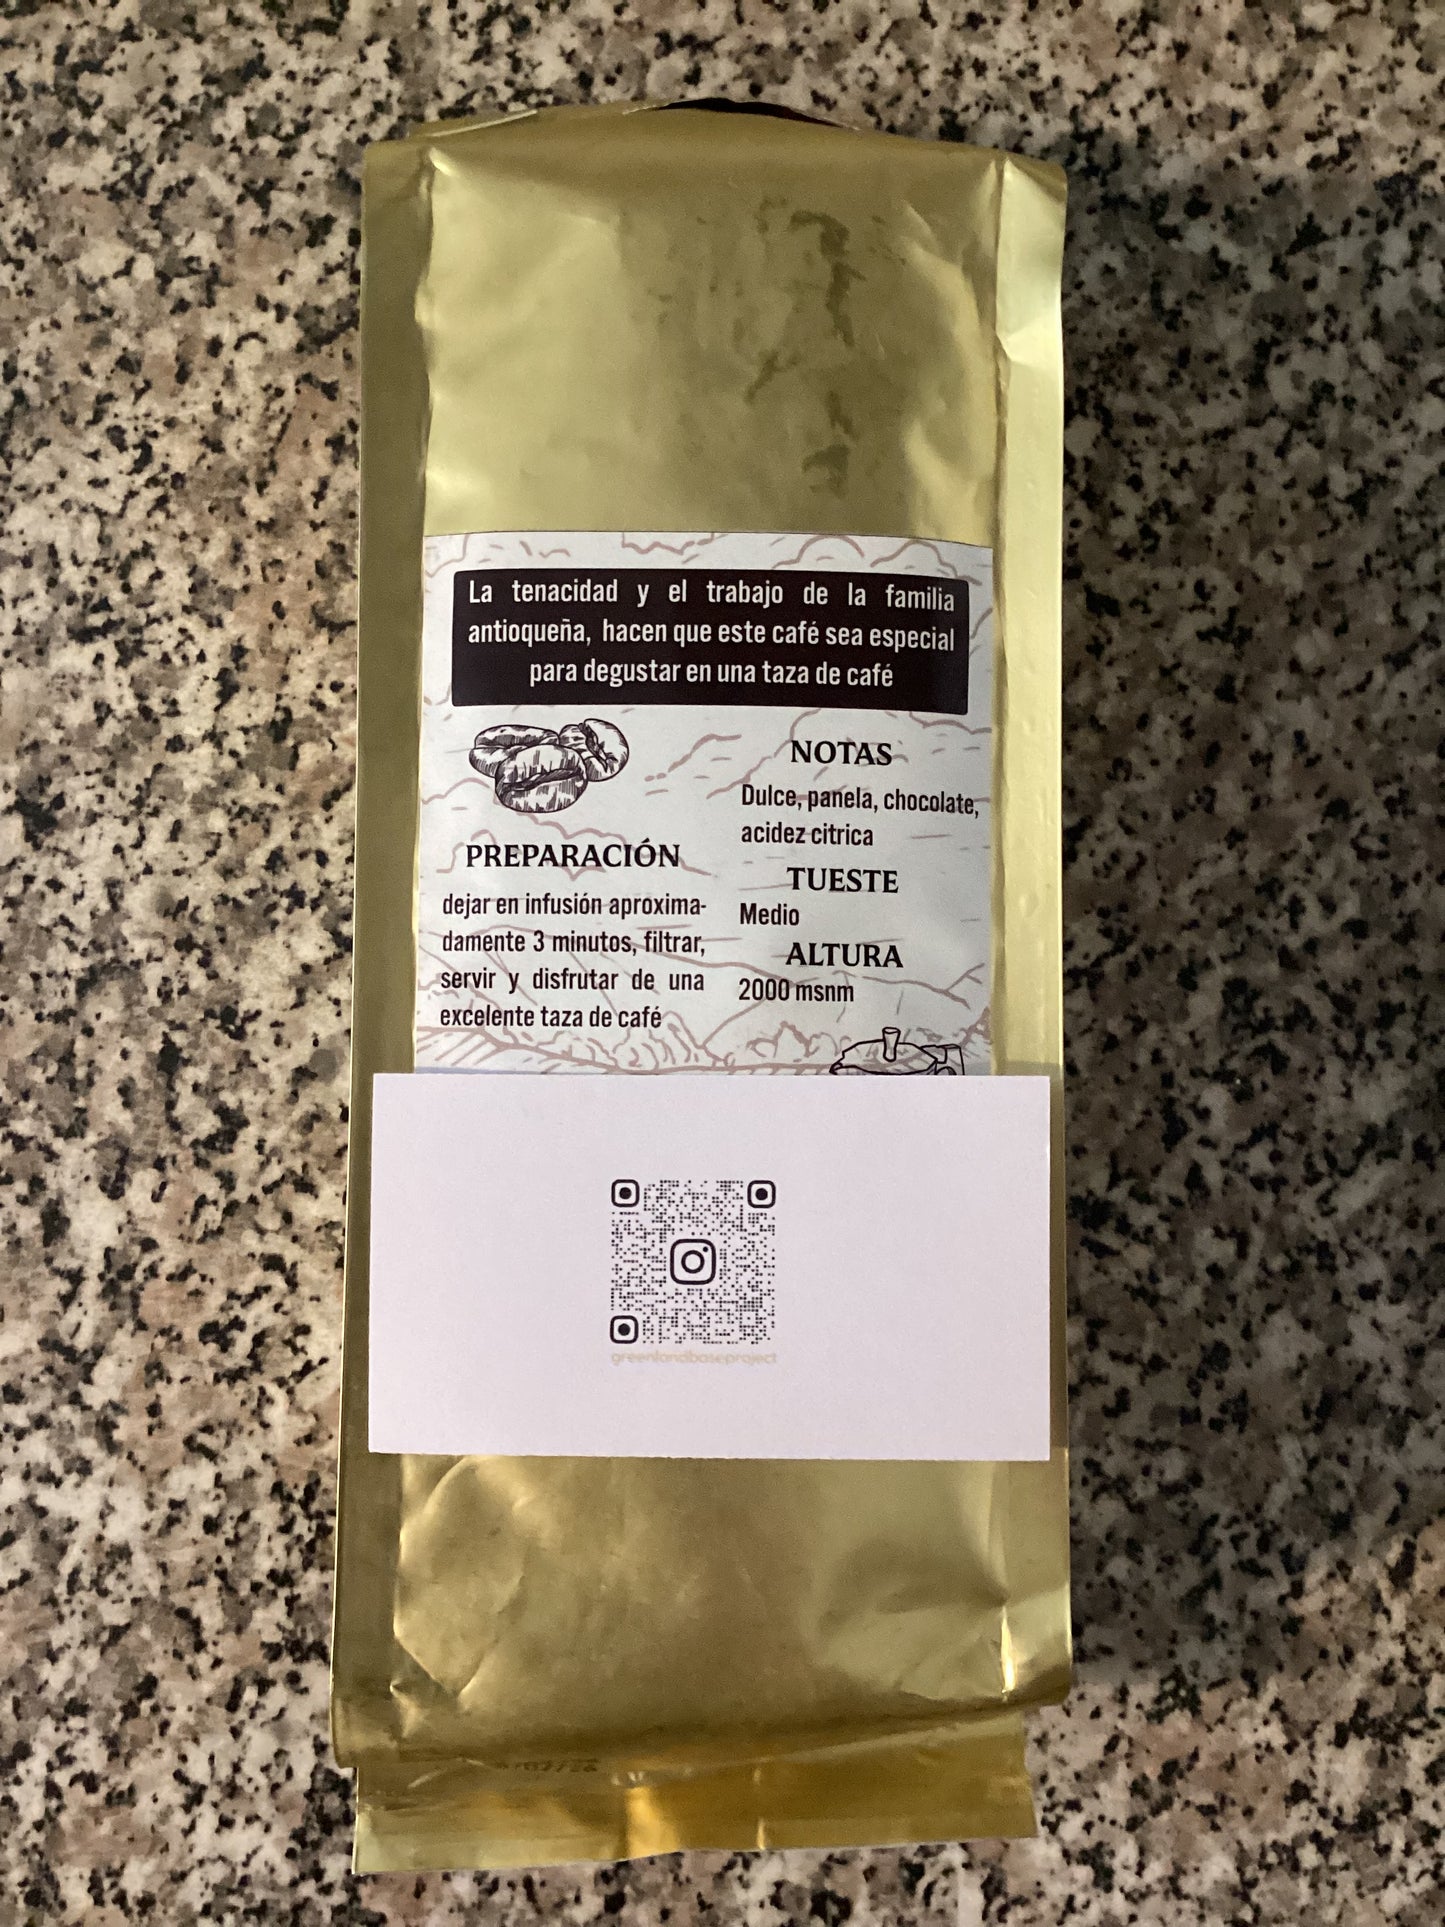 La tenacidad y el trabajo de la familia
antioqueña, hacen que este café sea especial
para degustar en una taza de café
PREPARACIÓN
dejar en infusión aproxima-
damente 3 minutos, filtrar,
servir y disfrutar de una
excelente taza de café
NOTAS
Dulce, panela, chocolate,
acidez citrica
TUESTE
Medio
ALTURA
2000 msnm
greenlandbaseproject